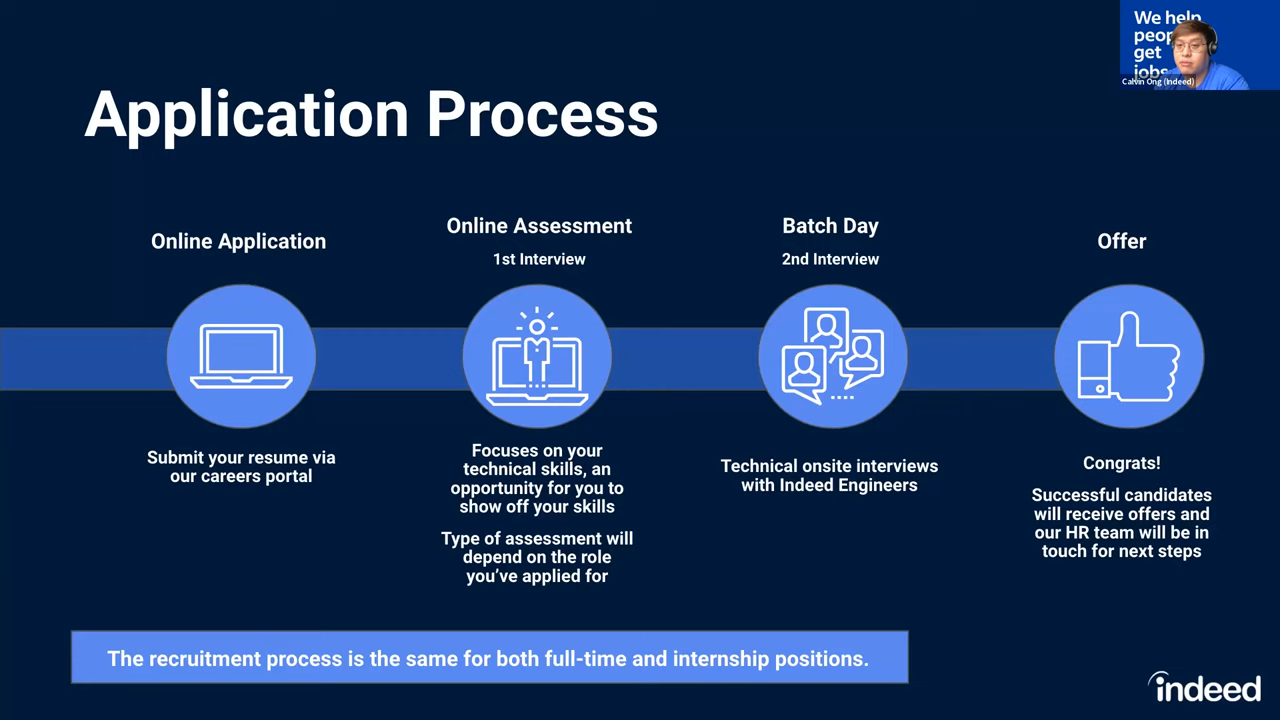 We help
people
get
jobs
Calvin Ong (Indeed)
Application Process
Online Application
Submit your resume via
our careers portal
Online Assessment
1st Interview
Focuses on your
technical skills, an
opportunity for you to
show off your skills
Type of assessment will
depend on the role
you've applied for
Batch Day
2nd Interview
Technical onsite interviews
with Indeed Engineers
Offer
Congrats!
Successful candidates
will receive offers and
our HR team will be in
touch for next steps
The recruitment process is the same for both full-time and internship positions.
indeed